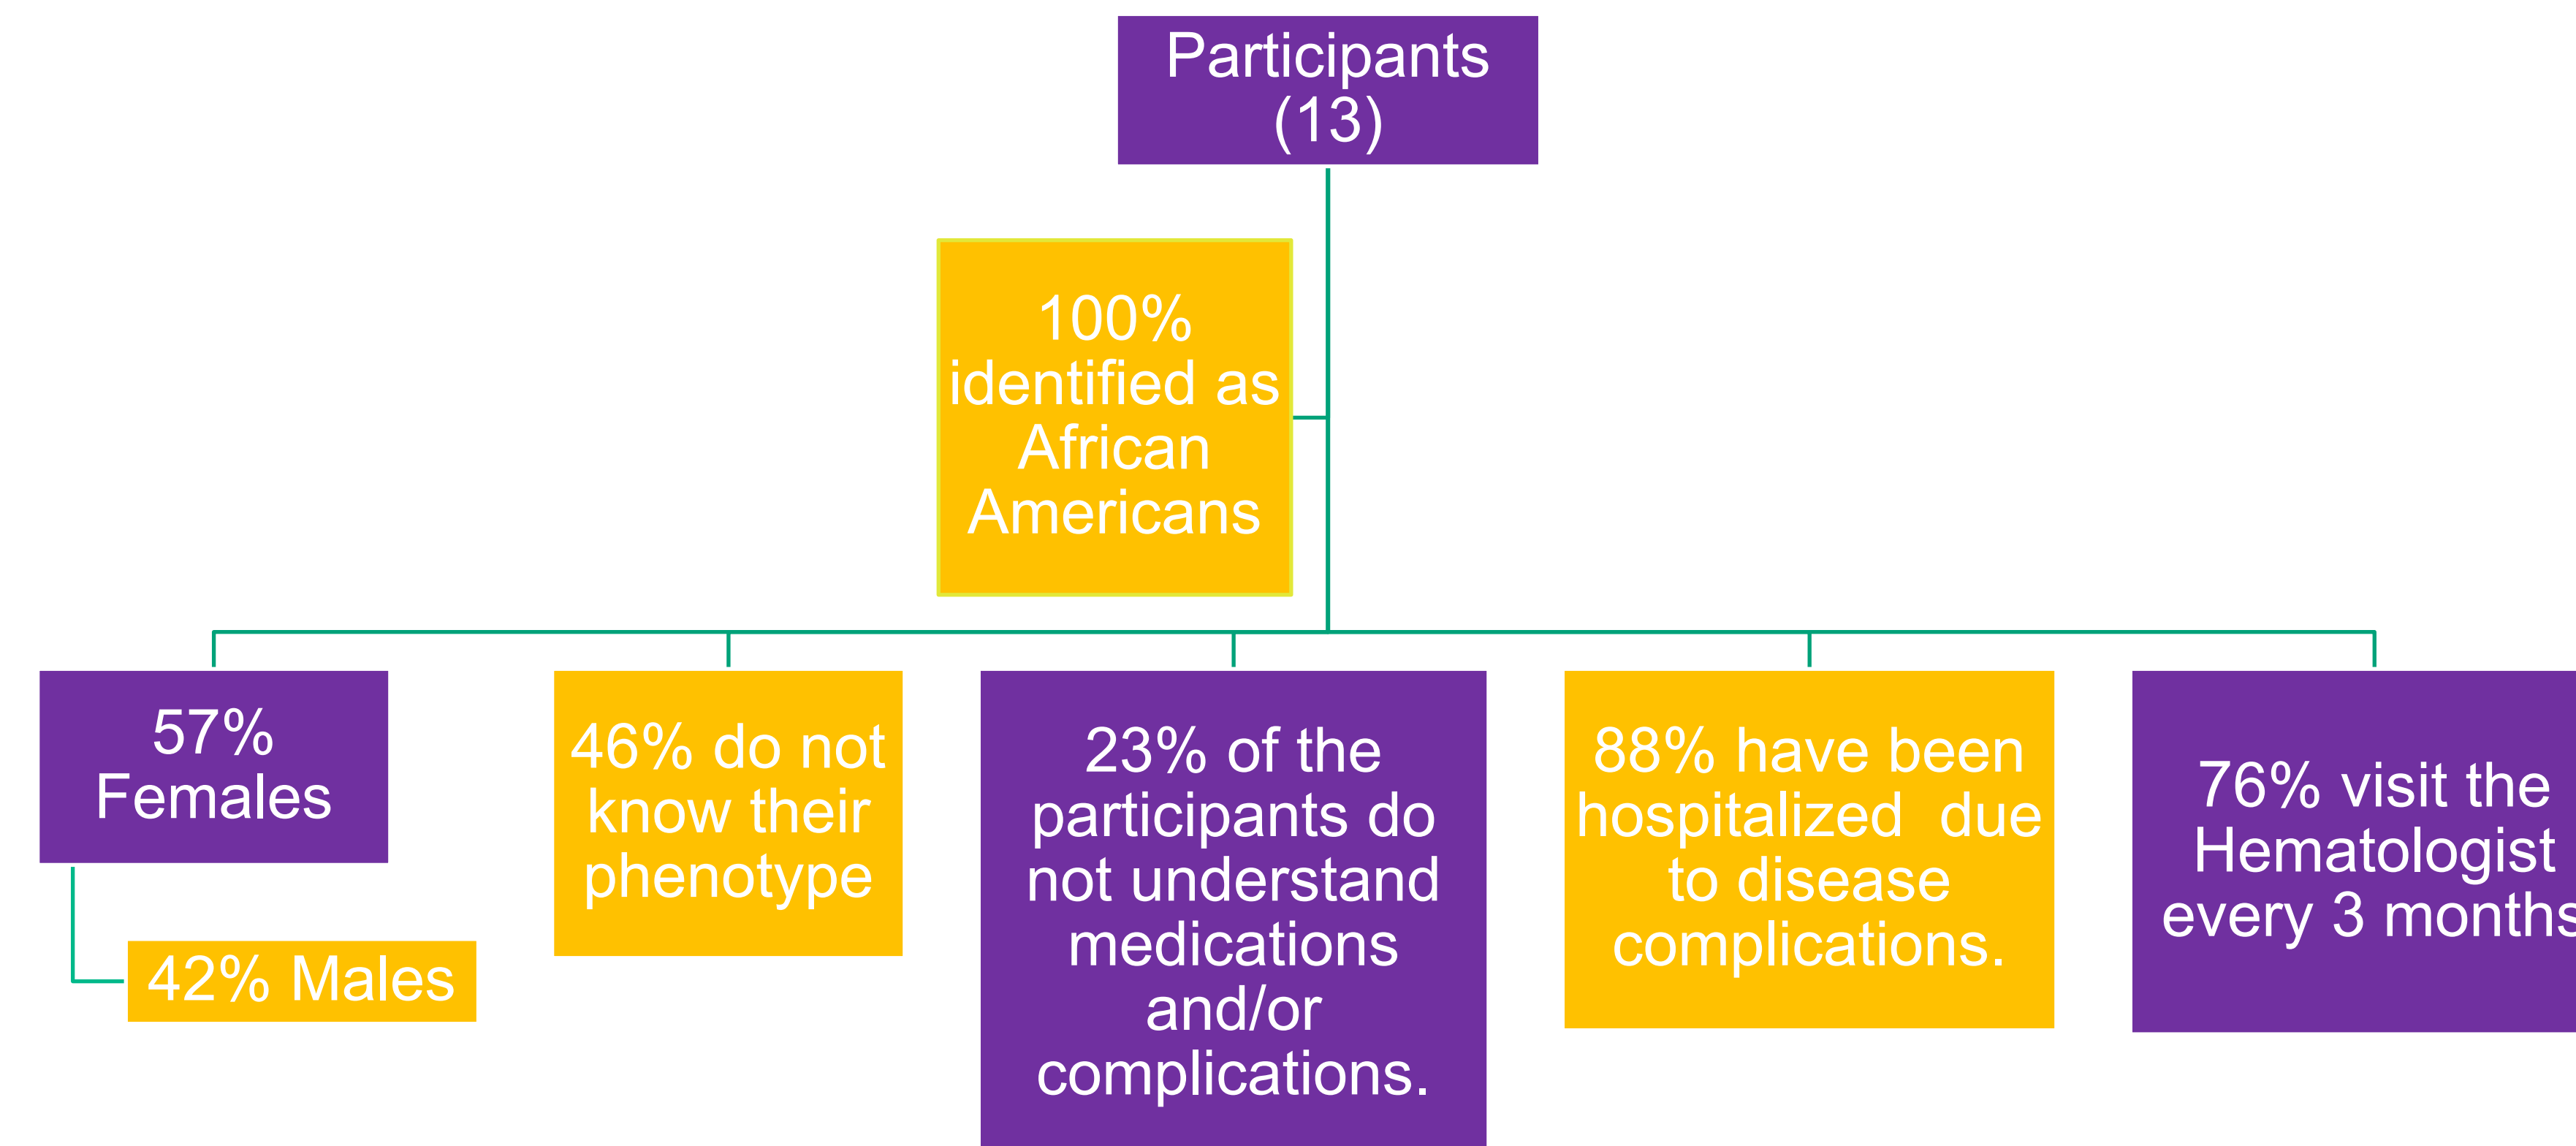 Participants
(13)
100%
identified as
African
Americans
57%
Females
42% Males
46% do not
know their
phenotype
23% of the
participants do
not understand
medications
and/or
complications.
88% have been
hospitalized  due
to disease
complications.
76% visit the
Hematologist
every 3 months